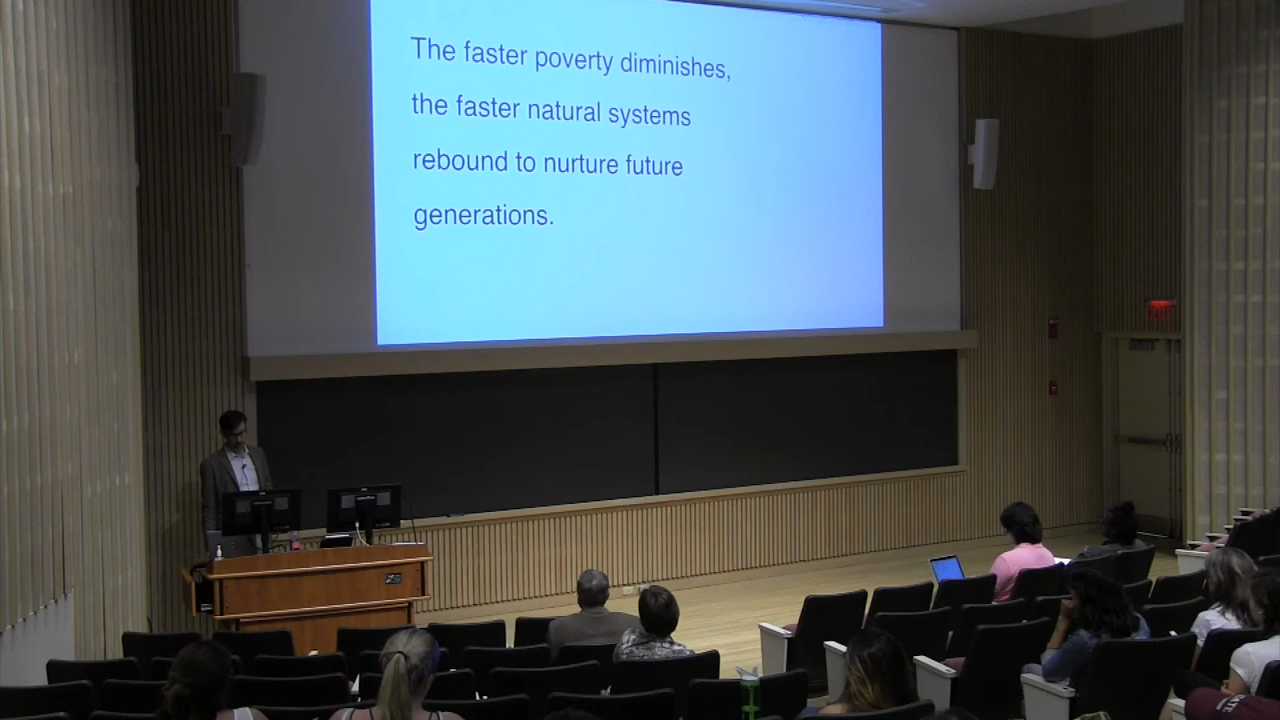 The faster poverty diminishes,
the faster natural systems
rebound to nurture future
generations.